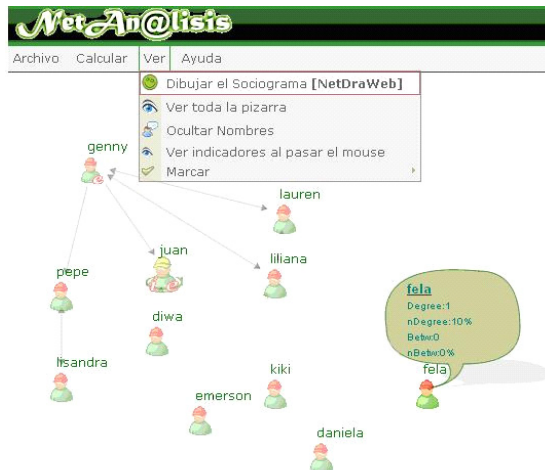 NetAn@lisis
Archivo Calcular Ver Ayuda
Dibujar el Sociograma [NetDraWeb]
Ver toda la pizarra
Ocultar Nombres
Ver indicadores al pasar el mouse
Marcar
genny
lauren
juan
liliana
pepe
diwa
lisandra
kiki
emerson
daniela
fela
Degree:1
nDegree:10%
Betw:0
nBetw:0%
fela